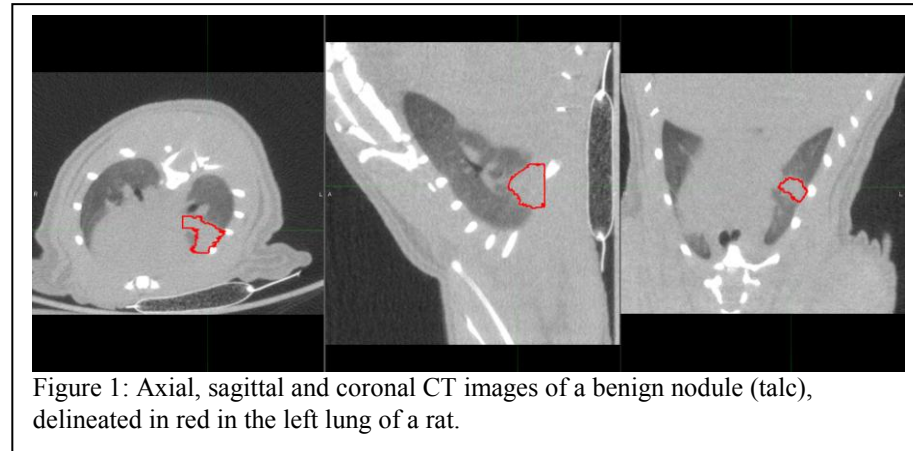 R
L
A
L
Figure 1: Axial, sagittal and coronal CT images of a benign nodule (talc),
delineated in red in the left lung of a rat.